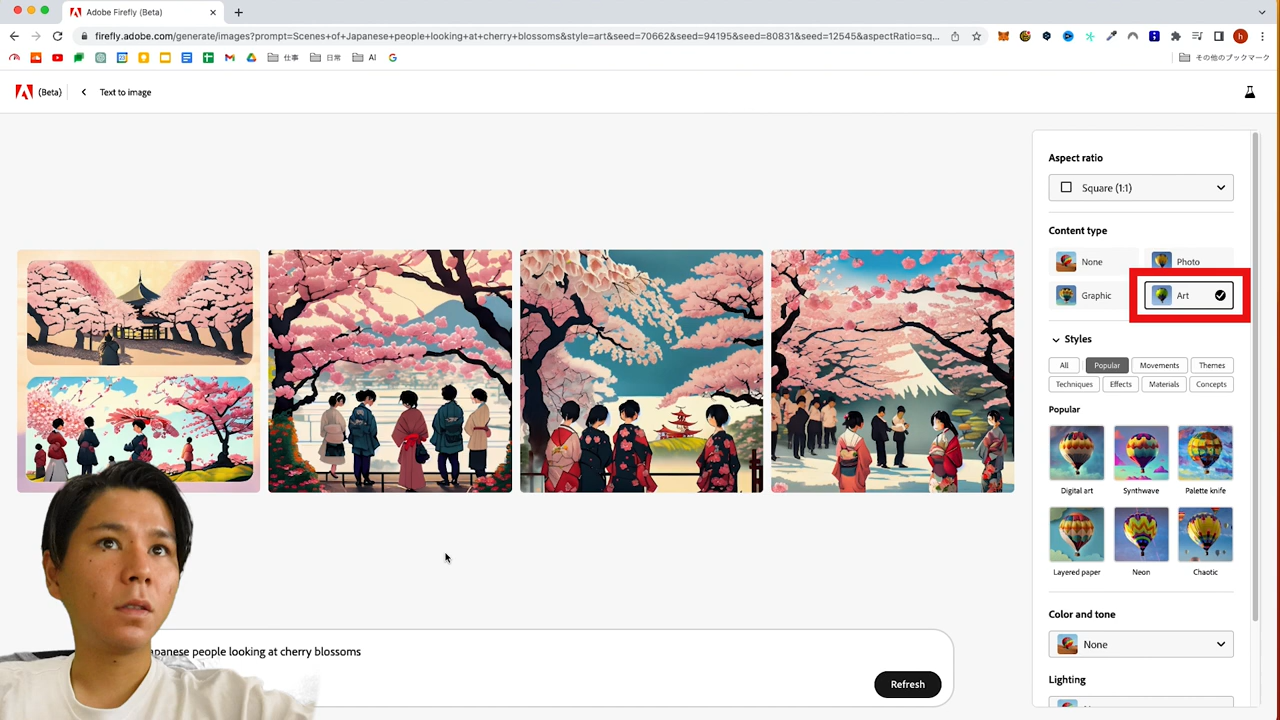 Adobe Firefly (Beta)
firefly.adobe.com/generate/images?prompt=Scenes+of+Japanese+people+looking+at+cherry+blossoms&style=art&seed=70662&seed=94195&seed=80831&seed=12545&aspectRatio=sq...
h
仕事
日常
AI
その他のブックマーク
(Beta)
Text to image
Aspect ratio
Square (1:1)
Content type
None
Photo
Graphic
Art
Styles
All
Popular
Movements
Themes
Techniques
Effects
Materials
Concepts
Popular
Digital art
Synthwave
Palette knife
Layered paper
Neon
Chaotic
Color and tone
None
Lighting
apanese people looking at cherry blossoms
Refresh